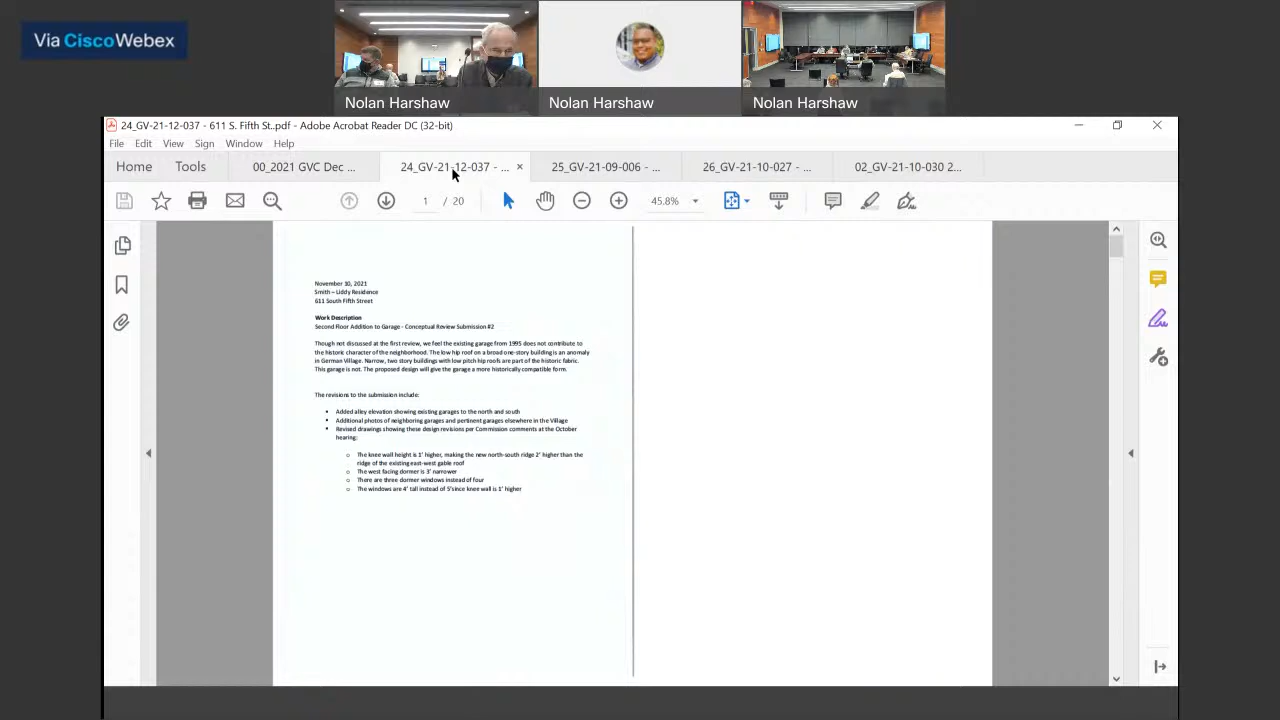 Via Cisco Webex
Nolan Harshaw
Nolan Harshaw
Nolan Harshaw
24_GV-21-12-037 - 611 S. Fifth St..pdf - Adobe Acrobat Reader DC (32-bit)
File Edit View Sign Window Help
Home Tools 00_2021 GVC Dec ... 24_GV-21-12-037 - ... 25_GV-21-09-006 - ... 26_GV-21-10-027 - ... 02_GV-21-10-030 2...
1 / 20 45.8%
November 30, 2021
Smith – Liddy Residence
611 South Fifth Street
Work Description
Second Floor Addition to Garage - Conceptual Review Submission #2
Though not discussed at the first review, we feel the existing garage from 1995 does not contribute to
the historic character of the neighborhood. The low hip roof on a broad one-story building is an anomaly
in German Village. Narrow, two story buildings with low pitch hip roofs are part of the historic fabric.
This garage is not. The proposed design will give the garage a more historically compatible form.
The revisions to the submission include:
• Added alley elevation showing existing garages to the north and south
• Additional photos of neighboring garages and pertinent garages elsewhere in the Village
• Revised drawings showing these design revisions per Commission comments at the October
hearing:
o The knee wall height is 1' higher, making the new north-south ridge 2' higher than the
ridge of the existing east-west gable roof
o The west facing dormer is 3' narrower
o There are three dormer windows instead of four
o The windows are 4' tall instead of 5'since knee wall is 1' higher